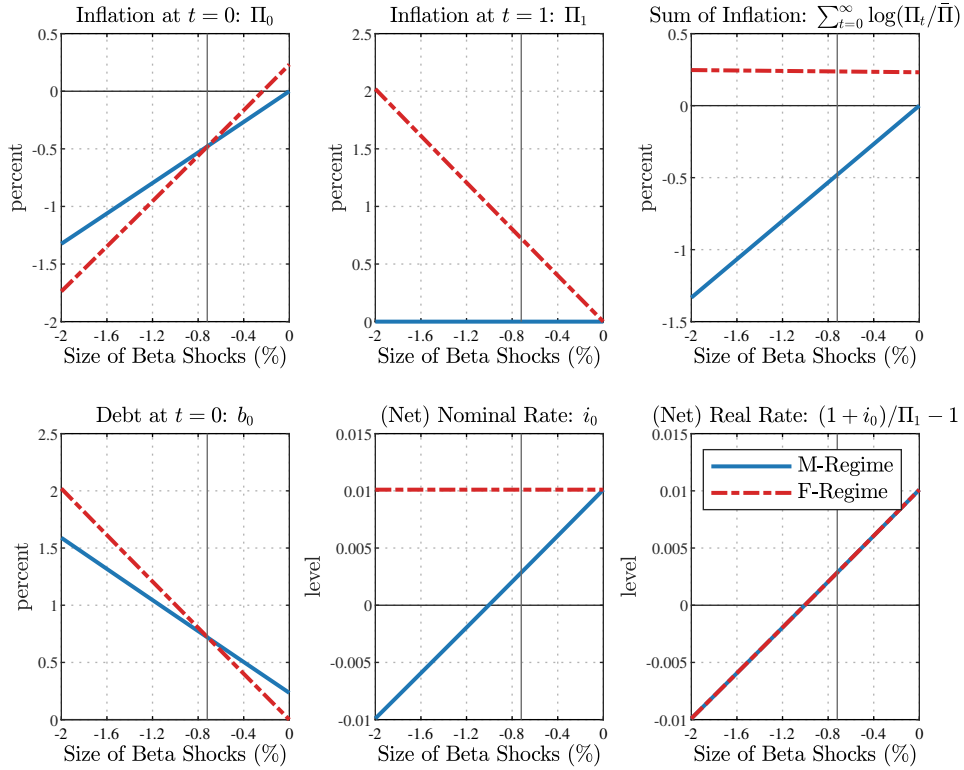 Inflation at t = 0: Π₀
percent
0.5
0
-0.5
-1
-1.5
-2
-2 -1.6 -1.2 -0.8 -0.4 0
Size of Beta Shocks (%)
Inflation at t = 1: Π₁
percent
2.5
2
1.5
1
0.5
0
-2 -1.6 -1.2 -0.8 -0.4 0
Size of Beta Shocks (%)
Sum of Inflation: ∑_{t=0}^{∞} log(Π_t/Π̄)
percent
0.5
0
-0.5
-1
-1.5
-2 -1.6 -1.2 -0.8 -0.4 0
Size of Beta Shocks (%)
Debt at t = 0: b₀
percent
2.5
2
1.5
1
0.5
0
-2 -1.6 -1.2 -0.8 -0.4 0
Size of Beta Shocks (%)
(Net) Nominal Rate: i₀
level
0.015
0.01
0.005
0
-0.005
-0.01
-2 -1.6 -1.2 -0.8 -0.4 0
Size of Beta Shocks (%)
(Net) Real Rate: (1 + i₀)/Π₁ − 1
level
0.015
0.01
0.005
0
-0.005
-0.01
-2 -1.6 -1.2 -0.8 -0.4 0
Size of Beta Shocks (%)
M-Regime
F-Regime